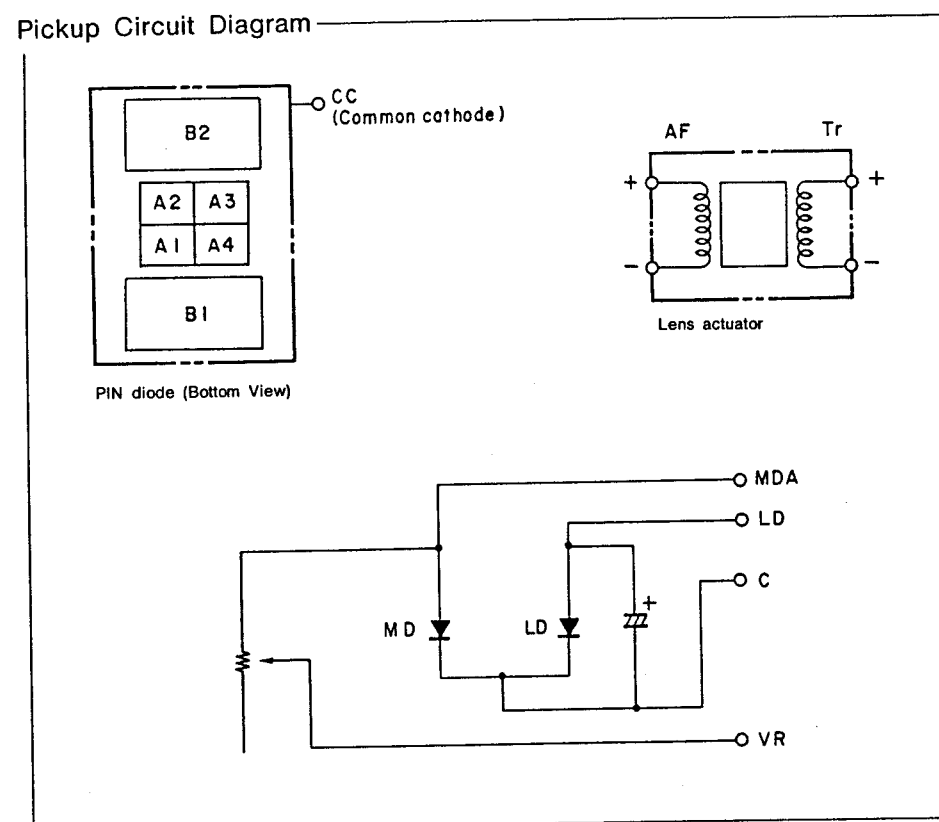 Pickup Circuit Diagram
CC
(Common cathode)
B2
A2 A3
A1 A4
B1
PIN diode (Bottom View)
AF Tr
+ +
− −
Lens actuator
MDA
LD
C
MD LD +
VR